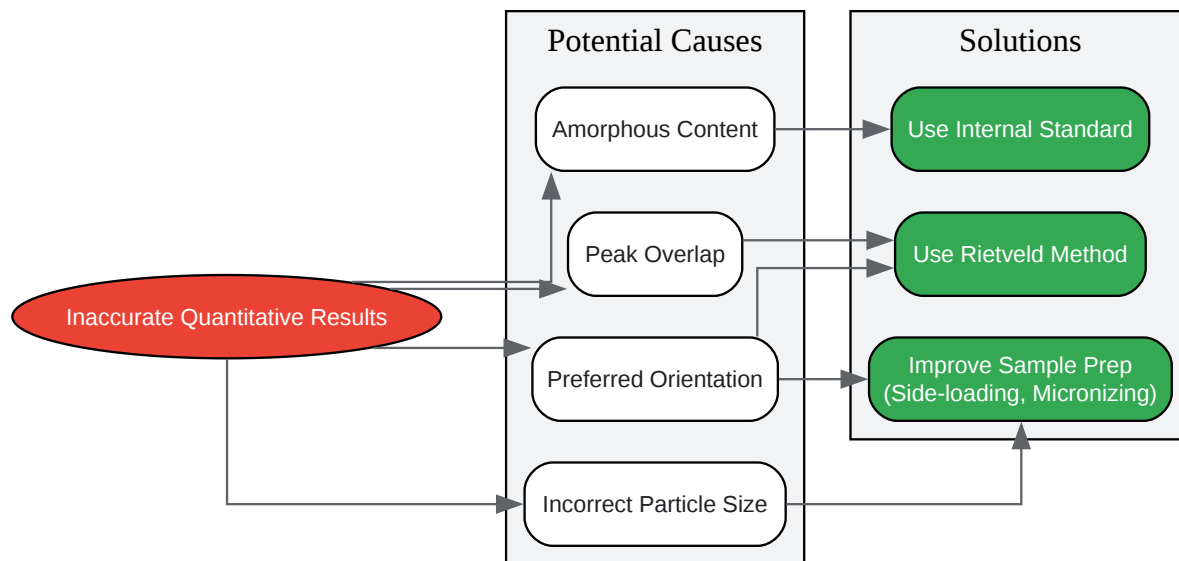 Potential Causes
Solutions
Amorphous Content
Use Internal Standard
Peak Overlap
Use Rietveld Method
Inaccurate Quantitative Results
Preferred Orientation
Improve Sample Prep
(Side-loading, Micronizing)
Incorrect Particle Size